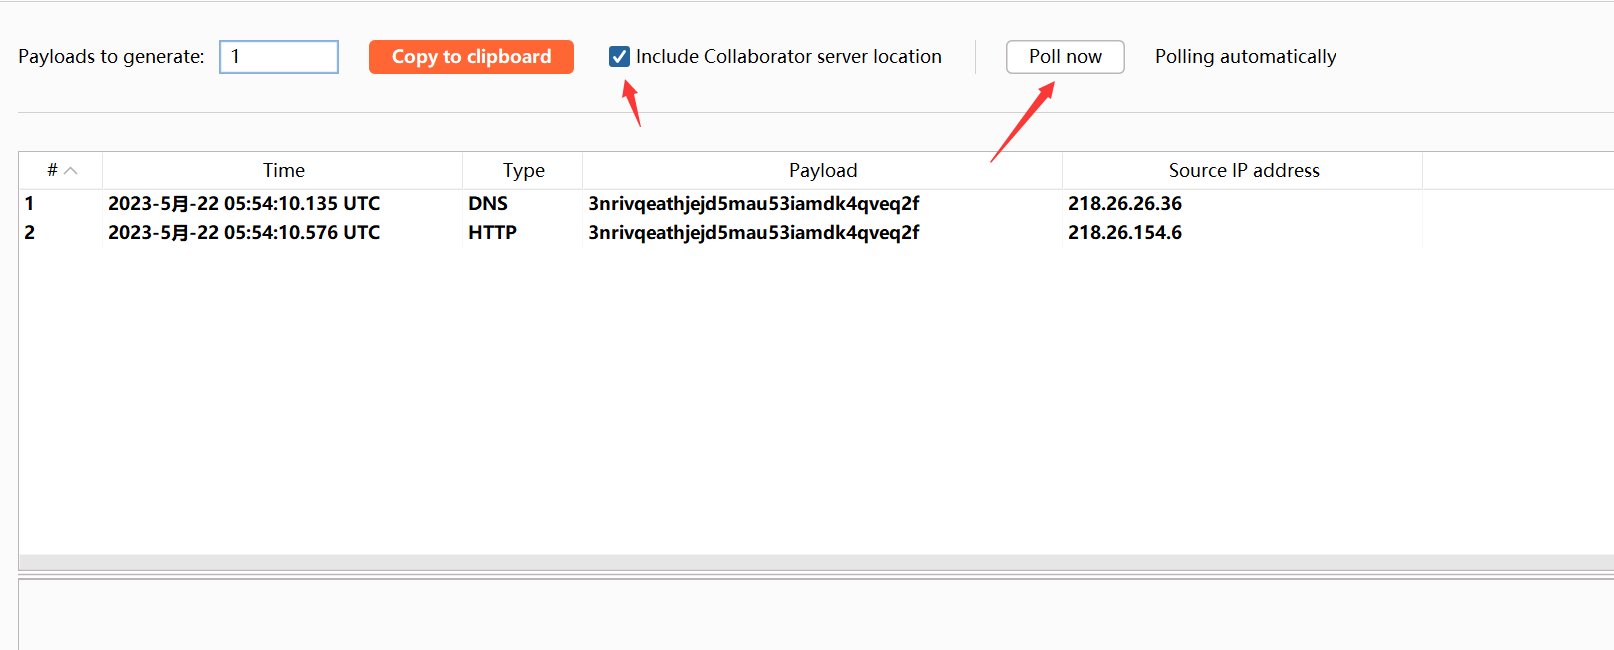 Payloads to generate: 1 Copy to clipboard Include Collaborator server location Poll now Polling automatically
# Time Type Payload Source IP address
1 2023-5月-22 05:54:10.135 UTC DNS 3nrivqeathjejd5mau53iamdk4qveq2f 218.26.26.36
2 2023-5月-22 05:54:10.576 UTC HTTP 3nrivqeathjejd5mau53iamdk4qveq2f 218.26.154.6